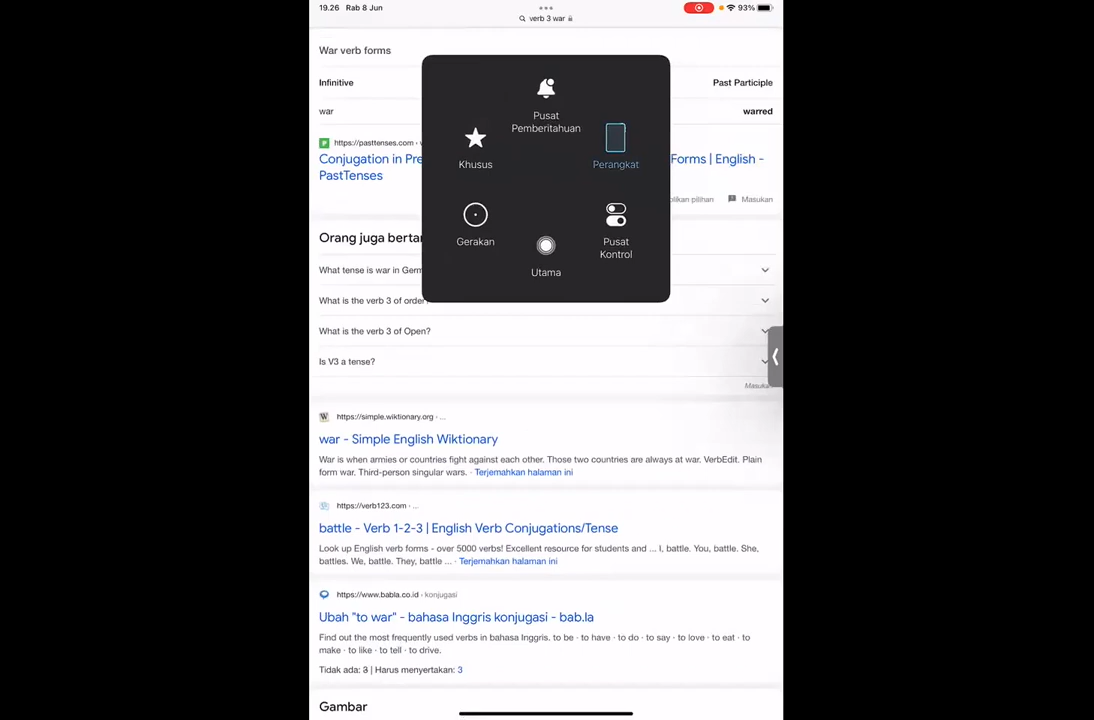 19.26 Rab 8 Jun
93%
verb 3 war
War verb forms
Infinitive
Past Participle
war
warred
https://pasttenses.com ›
Conjugation in Pre
Forms | English -
PastTenses
plikan pilihan
Masukan
Pusat
Pemberitahuan
Khusus
Perangkat
Gerakan
Pusat
Kontrol
Utama
Orang juga bertan
What tense is war in Germ
What is the verb 3 of order?
What is the verb 3 of Open?
Is V3 a tense?
Masukan
https://simple.wiktionary.org › ...
war - Simple English Wiktionary
War is when armies or countries fight against each other. Those two countries are always at war. VerbEdit. Plain
form war. Third-person singular wars. · Terjemahkan halaman ini
https://verb123.com › ...
battle - Verb 1-2-3 | English Verb Conjugations/Tense
Look up English verb forms - over 5000 verbs! Excellent resource for students and ... I, battle. You, battle. She,
battles. We, battle. They, battle ... · Terjemahkan halaman ini
https://www.babla.co.id › konjugasi
Ubah "to war" - bahasa Inggris konjugasi - bab.la
Find out the most frequently used verbs in bahasa Inggris. to be · to have · to do · to say · to love · to eat · to
make · to like · to tell · to drive.
Tidak ada: 3 | Harus menyertakan: 3
Gambar